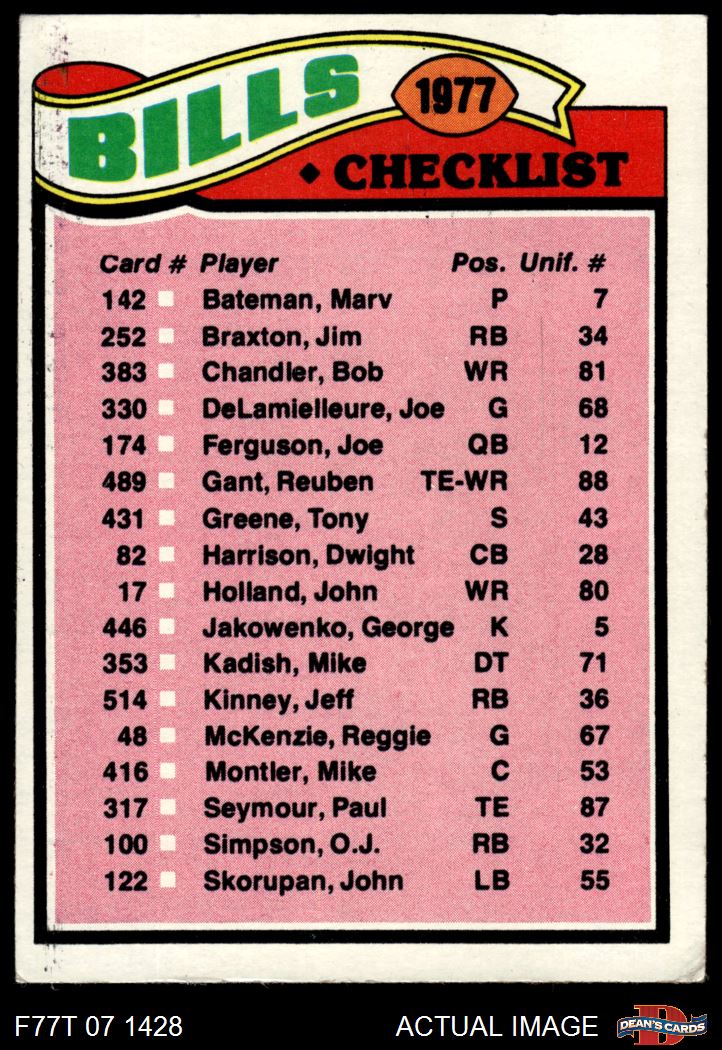 BILLS
1977
◆ CHECKLIST
Card # Player Pos. Unif. #
142 Bateman, Marv P 7
252 Braxton, Jim RB 34
383 Chandler, Bob WR 81
330 DeLamielleure, Joe G 68
174 Ferguson, Joe QB 12
489 Gant, Reuben TE-WR 88
431 Greene, Tony S 43
82 Harrison, Dwight CB 28
17 Holland, John WR 80
446 Jakowenko, George K 5
353 Kadish, Mike DT 71
514 Kinney, Jeff RB 36
48 McKenzie, Reggie G 67
416 Montler, Mike C 53
317 Seymour, Paul TE 87
100 Simpson, O.J. RB 32
122 Skorupan, John LB 55
F77T 07 1428 ACTUAL IMAGE
D
DEAN'S CARDS